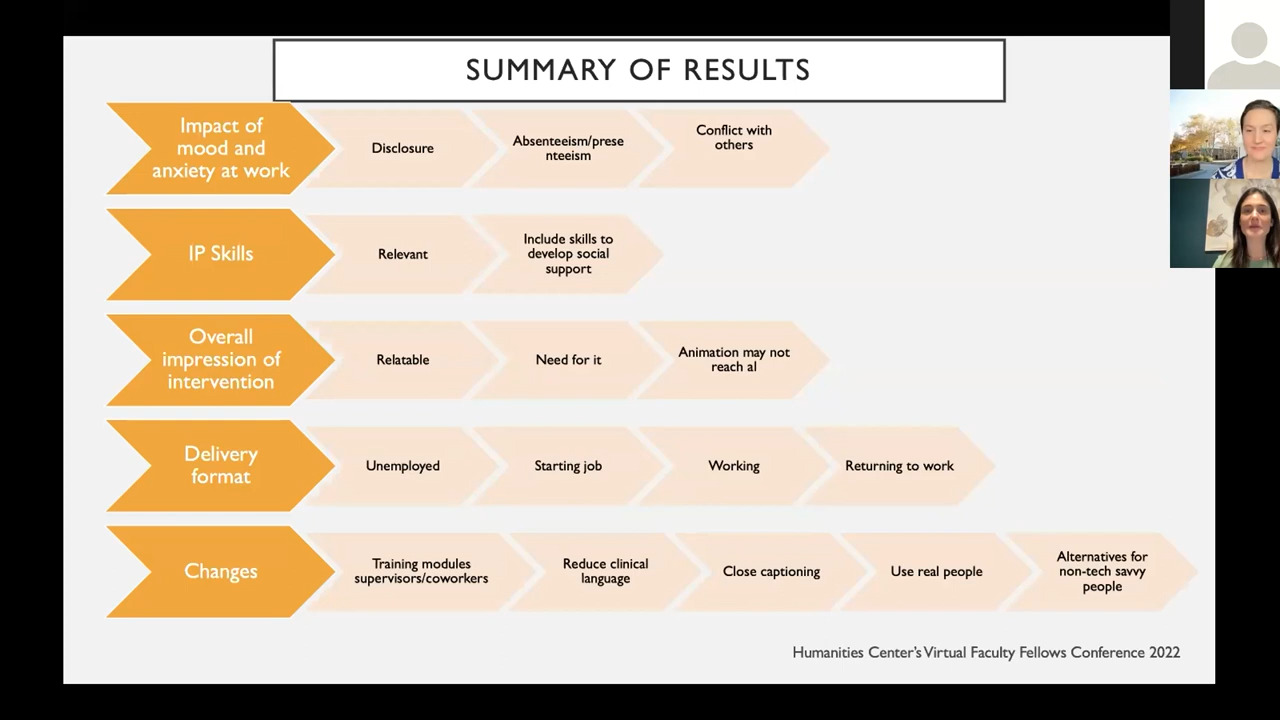 SUMMARY OF RESULTS
Impact of
mood and
anxiety at work
Disclosure
Absenteeism/prese
nteeism
Conflict with
others
IP Skills
Relevant
Include skills to
develop social
support
Overall
impression of
intervention
Relatable
Need for it
Animation may not
reach al
Delivery
format
Unemployed
Starting job
Working
Returning to work
Changes
Training modules
supervisors/coworkers
Reduce clinical
language
Close captioning
Use real people
Alternatives for
non-tech savvy
people
Humanities Center's Virtual Faculty Fellows Conference 2022